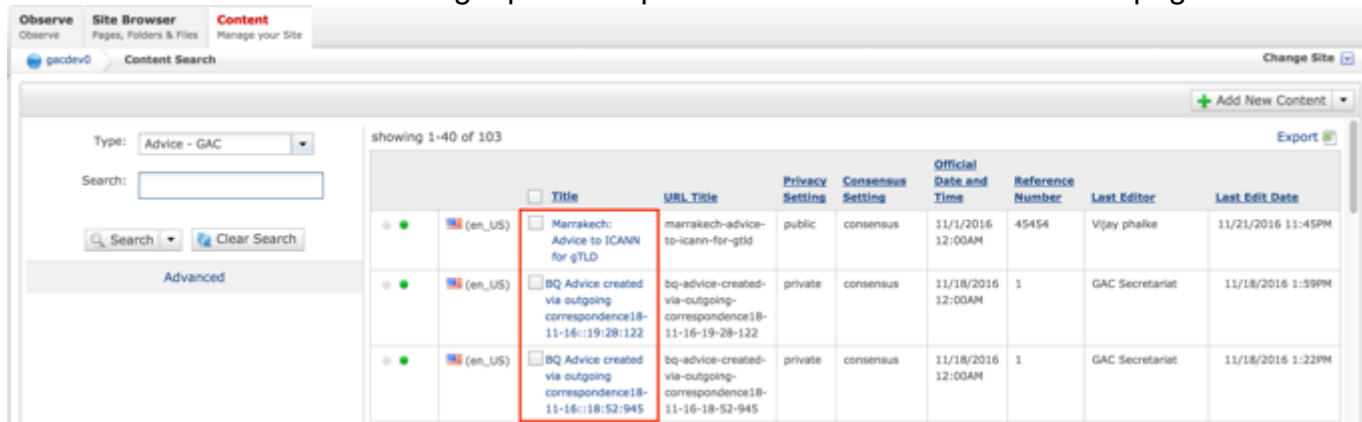 Observe Site Browser Content
Observe Pages, Folders & Files Manage your Site
gacdev0 Content Search Change Site
Add New Content
Type: Advice - GAC showing 1-40 of 103 Export
Search:
Search Clear Search
Advanced
Title URL Title Privacy Setting Consensus Setting Official Date and Time Reference Number Last Editor Last Edit Date
(en_US) Marrakech: marrakech-advice- public consensus 11/1/2016 45454 Vijay phalke 11/21/2016 11:45PM
Advice to ICANN to-icann-for-gtld 12:00AM
for gTLD
(en_US) BQ Advice created bq-advice-created- private consensus 11/18/2016 1 GAC Secretariat 11/18/2016 1:59PM
via outgoing via-outgoing- 12:00AM
correspondence18- correspondence18-
11-16::19:28:122 11-16-19-28-122
(en_US) BQ Advice created bq-advice-created- private consensus 11/18/2016 1 GAC Secretariat 11/18/2016 1:22PM
via outgoing via-outgoing- 12:00AM
correspondence18- correspondence18-
11-16::18:52:945 11-16-18-52-945